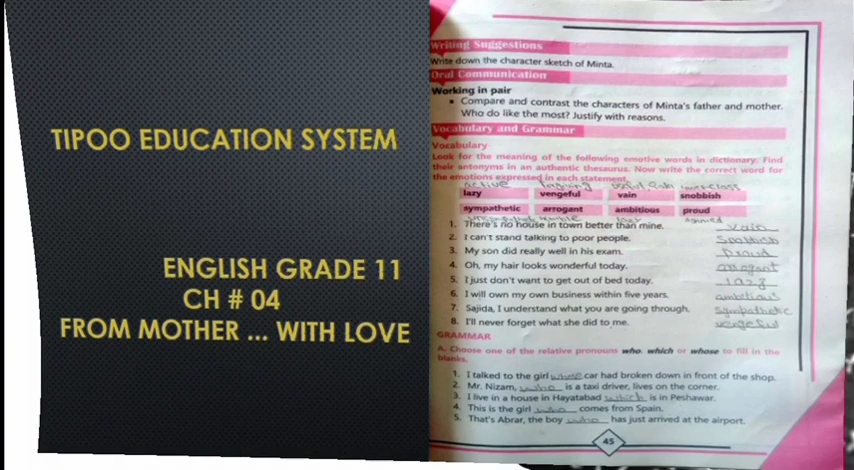 TIPOO EDUCATION SYSTEM
ENGLISH GRADE 11
CH # 04
FROM MOTHER ... WITH LOVE
Writing Suggestions
Write down the character sketch of Minta.
Oral Communication
Working in pair
• Compare and contrast the characters of Minta's father and mother.
Who do like the most? Justify with reasons.
Vocabulary and Grammar
Vocabulary
Look for the meaning of the following emotive words in dictionary. Find
their antonyms in an authentic thesaurus. Now write the correct word for
the emotions expressed in each statement.
active
lazy vengeful vain snobbish
sympathetic arrogant ambitious proud
1. There's no house in town better than mine. vain
2. I can't stand talking to poor people. Snobbish
3. My son did really well in his exam. Proud
4. Oh, my hair looks wonderful today. arrogant
5. I just don't want to get out of bed today. lazy
6. I will own my own business within five years. ambitious
7. Sajida, I understand what you are going through. sympathetic
8. I'll never forget what she did to me. vengeful
GRAMMAR
A. Choose one of the relative pronouns who, which or whose to fill in the
blanks.
1. I talked to the girl whose car had broken down in front of the shop.
2. Mr. Nizam, who is a taxi driver, lives on the corner.
3. I live in a house in Hayatabad which is in Peshawar.
4. This is the girl who comes from Spain.
5. That's Abrar, the boy who has just arrived at the airport.
45